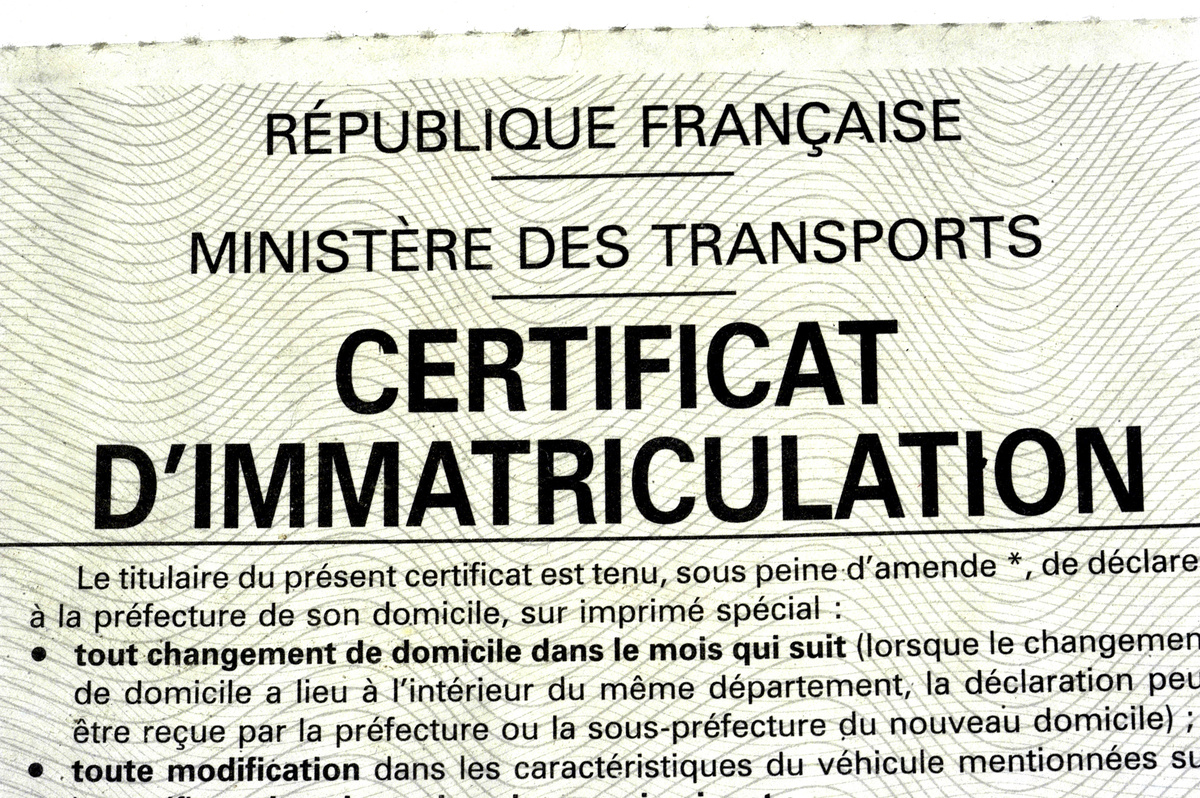 RÉPUBLIQUE FRANÇAISE
MINISTÈRE DES TRANSPORTS
CERTIFICAT
D'IMMATRICULATION
Le titulaire du présent certificat est tenu, sous peine d'amende *, de déclare
à la préfecture de son domicile, sur imprimé spécial :
• tout changement de domicile dans le mois qui suit (lorsque le changemen
de domicile a lieu à l'intérieur du même département, la déclaration peu
être reçue par la préfecture ou la sous-préfecture du nouveau domicile) ;
• toute modification dans les caractéristiques du véhicule mentionnées su